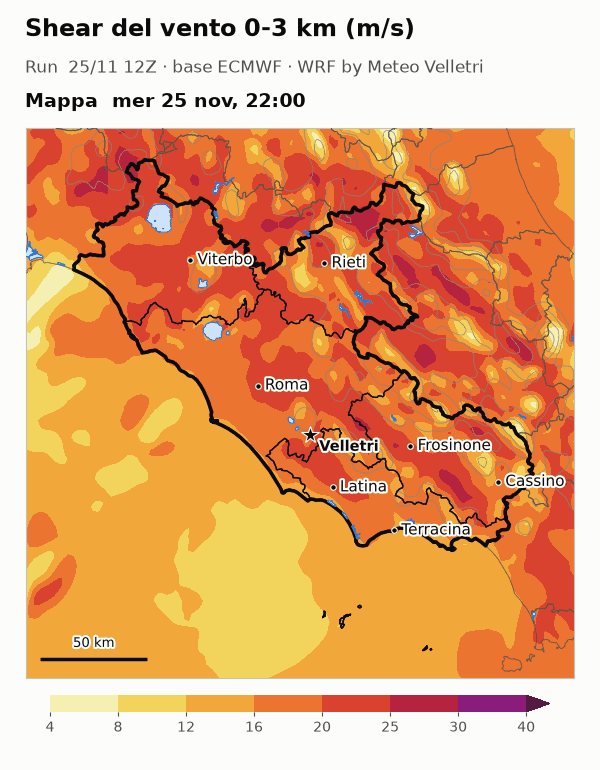 Shear del vento 0-3 km (m/s)
Run  25/11 12Z · base ECMWF · WRF by Meteo Velletri
Mappa  mer 25 nov, 22:00
Viterbo
Rieti
Roma
Velletri
Frosinone
Cassino
Latina
Terracina
50 km
4 8 12 16 20 25 30 40